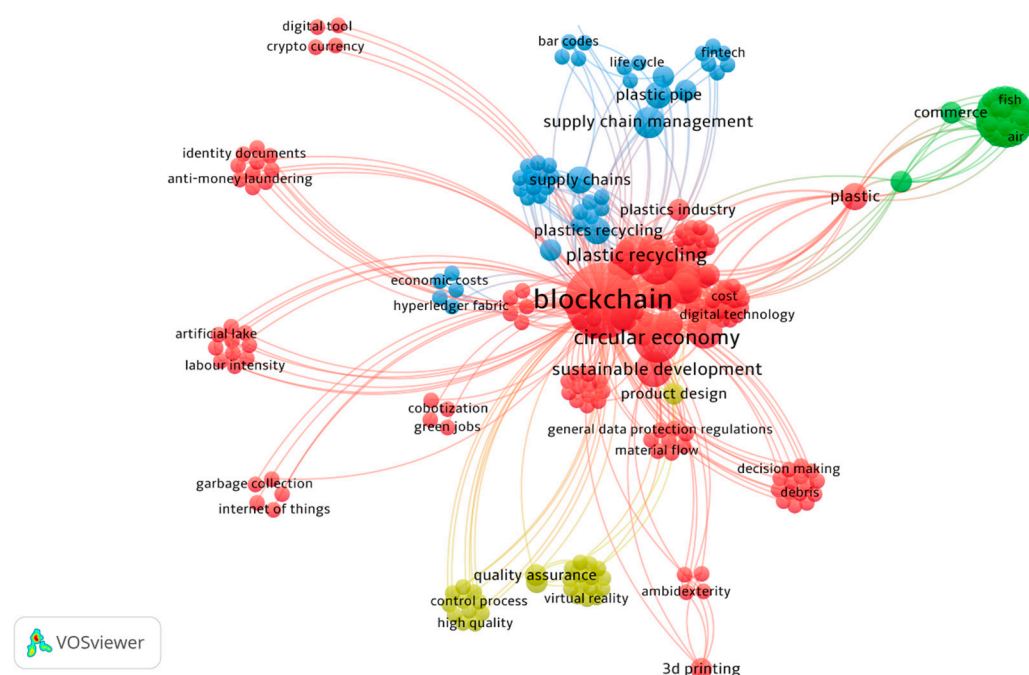 digital tool
crypto currency
bar codes
life cycle
fintech
plastic pipe
supply chain management
commerce
fish
air
identity documents
anti-money laundering
supply chains
plastic
plastics industry
plastics recycling
plastic recycling
economic costs
hyperledger fabric
blockchain
cost
digital technology
artificial lake
labour intensity
circular economy
sustainable development
product design
cobotization
green jobs
general data protection regulations
material flow
decision making
debris
garbage collection
internet of things
quality assurance
virtual reality
control process
high quality
ambidexterity
3d printing
VOSviewer